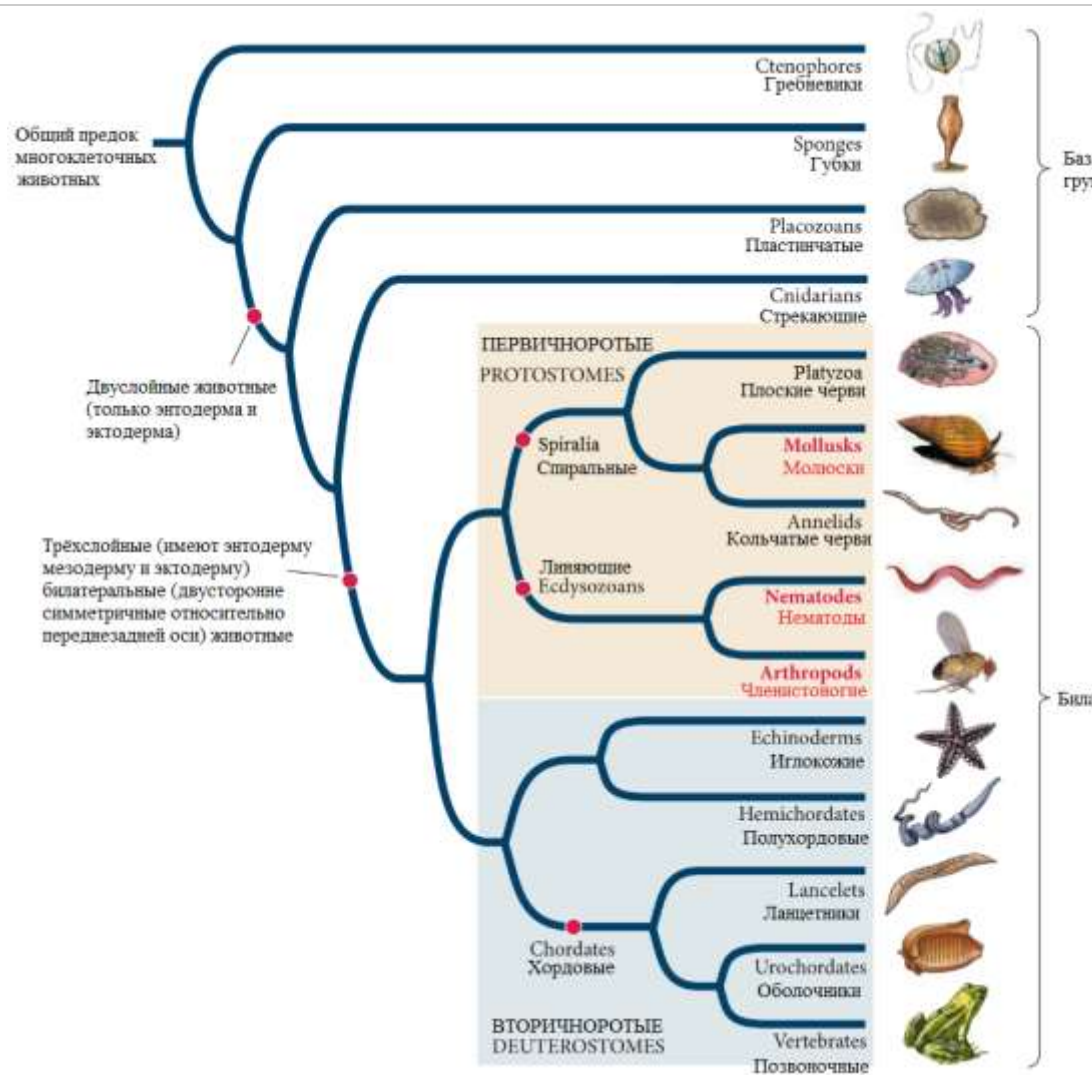 Ctenophores
Гребневики
Общий предок
многоклеточных
животных
Sponges
Губки
Баз
груп
Placozoans
Пластинчатые
Cnidarians
Стрекающие
Двуслойные животные
(только энтодерма и
эктодерма)
ПЕРВИЧНОРОТЫЕ
PROTOSTOMES
Platyzoa
Плоские черви
Spiralia
Спиральные
Mollusks
Молюски
Annelids
Кольчатые черви
Трёхслойные (имеют энтодерму
мезодерму и эктодерму)
билатеральные (двусторонне
симметричные относительно
переднезадней оси) животные
Линяющие
Ecdysozoans
Nematodes
Нематоды
Arthropods
Членистоногие
Била
Echinoderms
Иглокожие
Hemichordates
Полухордовые
Lancelets
Ланцетники
Chordates
Хордовые
Urochordates
Оболочники
ВТОРИЧНОРОТЫЕ
DEUTEROSTOMES
Vertebrates
Позвоночные